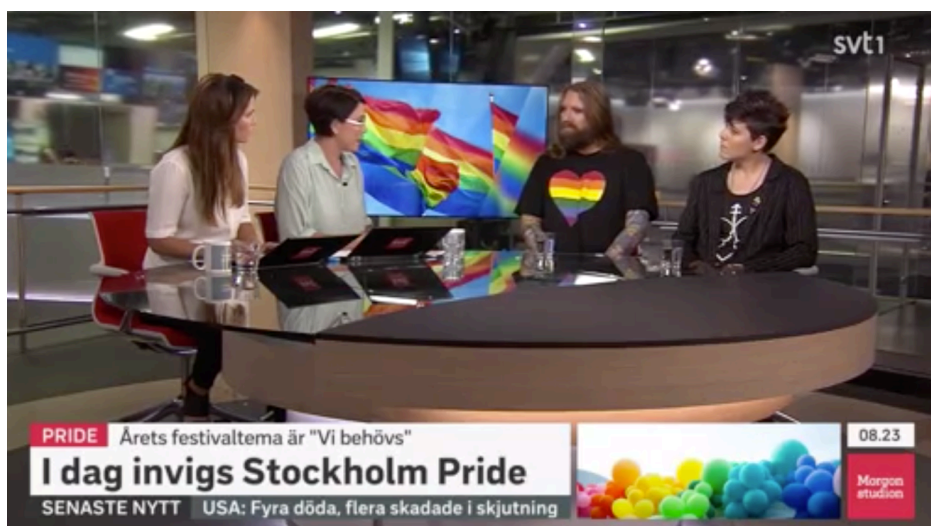 svt1
PRIDE Årets festivaltema är "Vi behövs"
I dag invigs Stockholm Pride
SENASTE NYTT USA: Fyra döda, flera skadade i skjutning
08.23
Morgon
studion